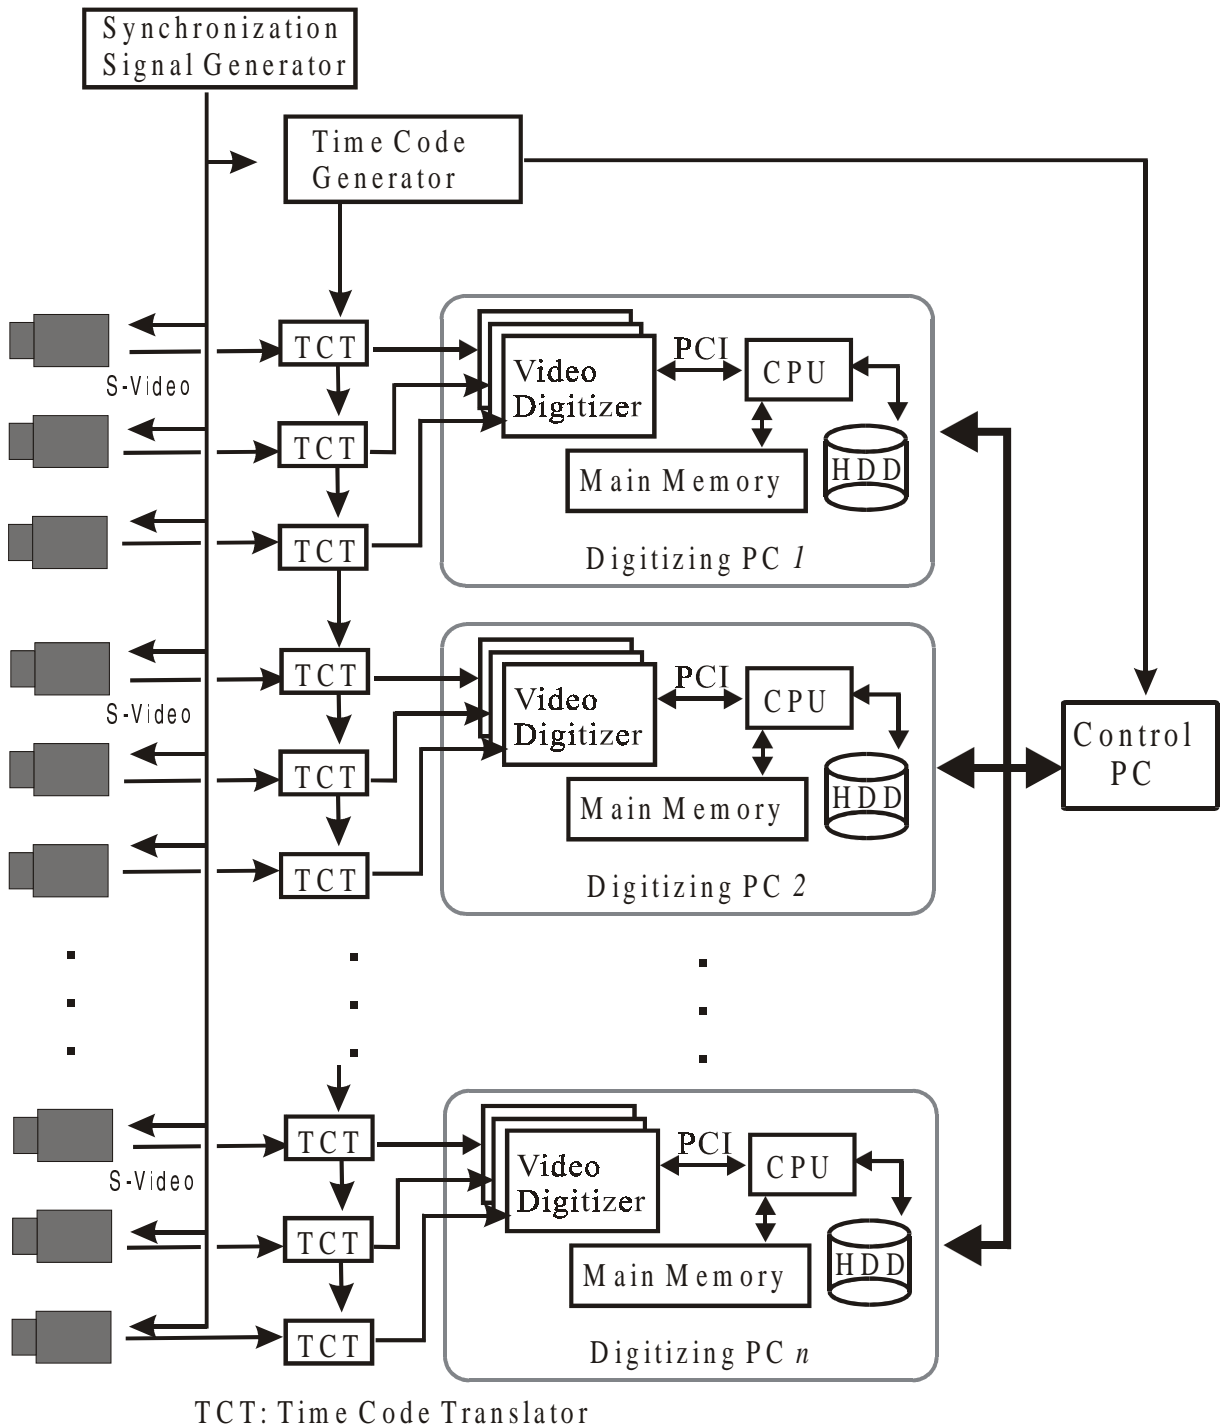 Synchronization
Signal Generator
Time Code
Generator
TCT
S-Video
TCT
TCT
Video
Digitizer
PCI
CPU
HDD
Main Memory
Digitizing PC 1
TCT
S-Video
TCT
TCT
Video
Digitizer
PCI
CPU
HDD
Main Memory
Digitizing PC 2
Control
PC
TCT
S-Video
TCT
TCT
Video
Digitizer
PCI
CPU
HDD
Main Memory
Digitizing PC n
TCT: Time Code Translator